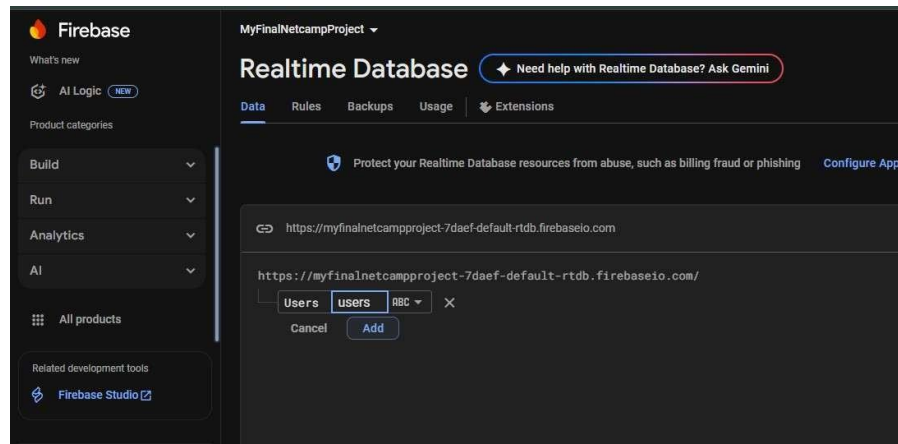 Firebase
What's new
AI Logic NEW
Product categories
Build
Run
Analytics
AI
All products
Related development tools
Firebase Studio
MyFinalNetcampProject
Realtime Database Need help with Realtime Database? Ask Gemini
Data Rules Backups Usage Extensions
Protect your Realtime Database resources from abuse, such as billing fraud or phishing Configure App
https://myfinalnetcampproject-7daef-default-rtdb.firebaseio.com
https://myfinalnetcampproject-7daef-default-rtdb.firebaseio.com/
Users users ABC
Cancel Add